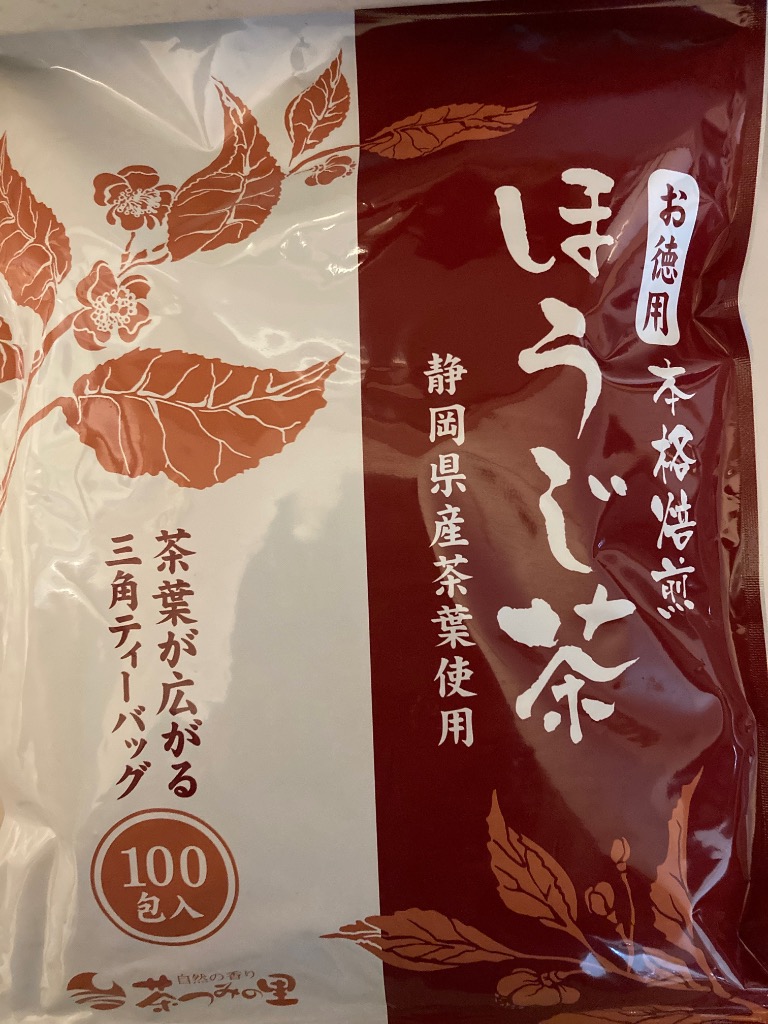 お徳用
本格焙煎
ほうじ茶
静岡県産茶葉使用
茶葉が広がる
三角ティーバッグ
100
包入
自然の香り
茶つみの里